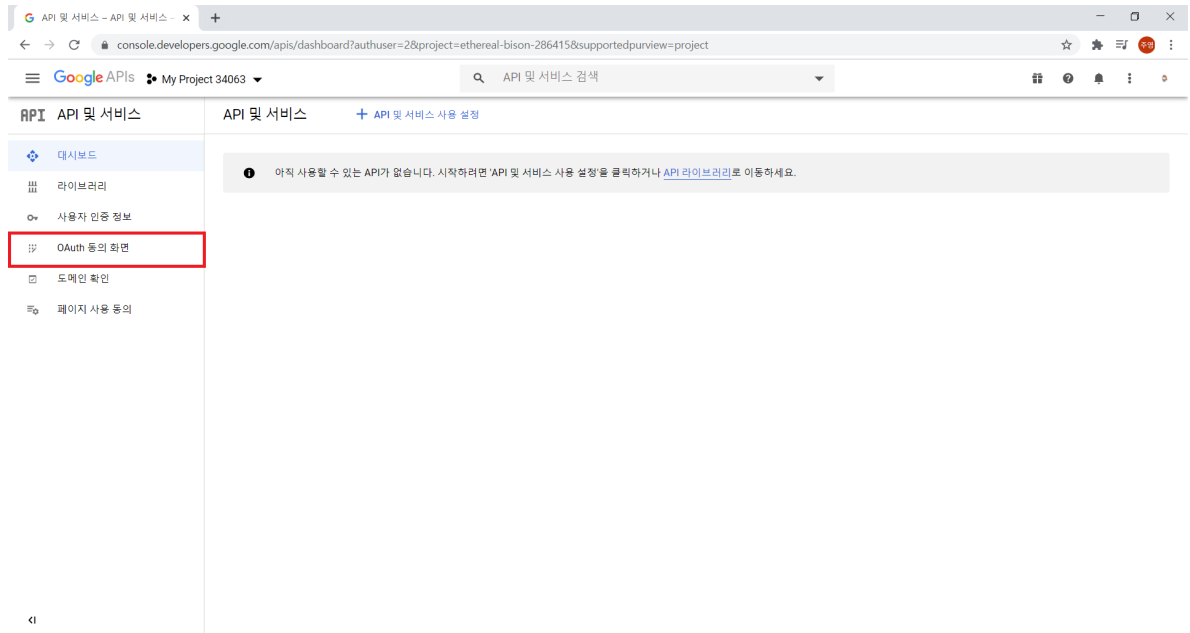 API 및 서비스 – API 및 서비스 –
console.developers.google.com/apis/dashboard?authuser=2&project=ethereal-bison-286415&supportedpurview=project
주영
Google APIs My Project 34063 API 및 서비스 검색
API API 및 서비스
API 및 서비스 + API 및 서비스 사용 설정
대시보드
라이브러리
사용자 인증 정보
OAuth 동의 화면
도메인 확인
페이지 사용 동의
아직 사용할 수 있는 API가 없습니다. 시작하려면 'API 및 서비스 사용 설정'을 클릭하거나 API 라이브러리로 이동하세요.